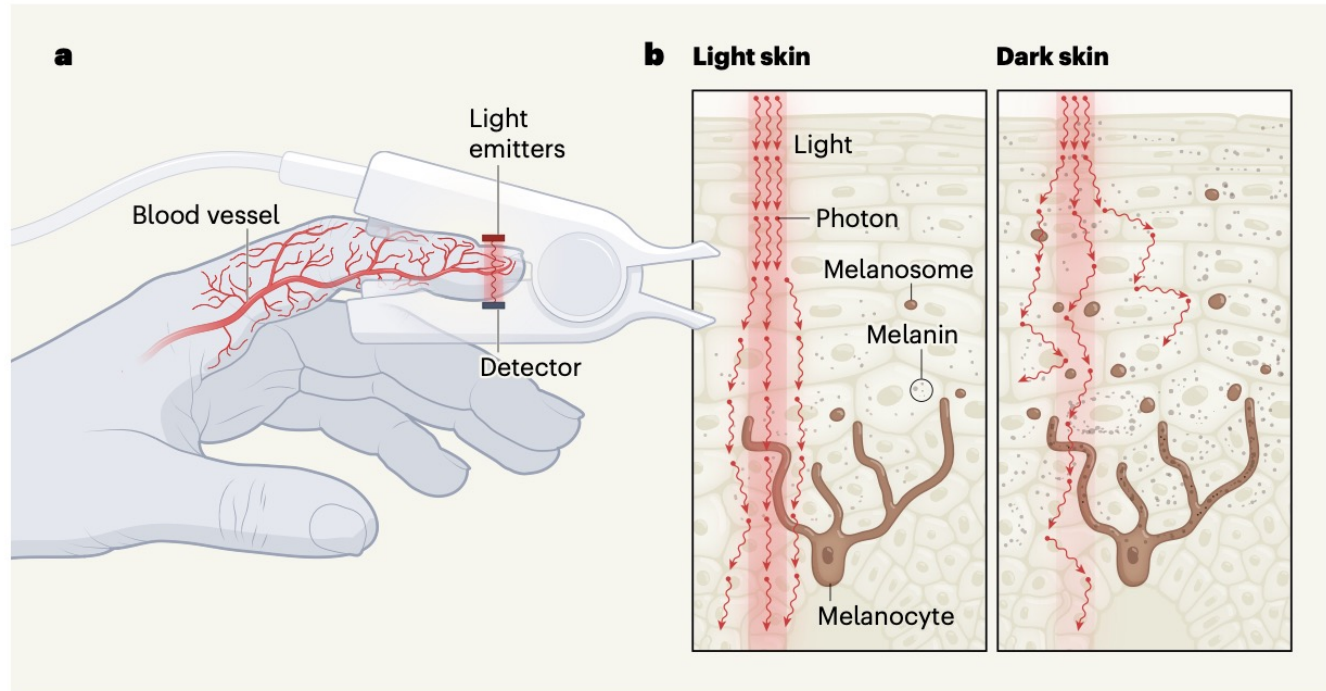 a
Light
emitters
Blood vessel
Detector
b
Light skin
Dark skin
Light
Photon
Melanosome
Melanin
Melanocyte